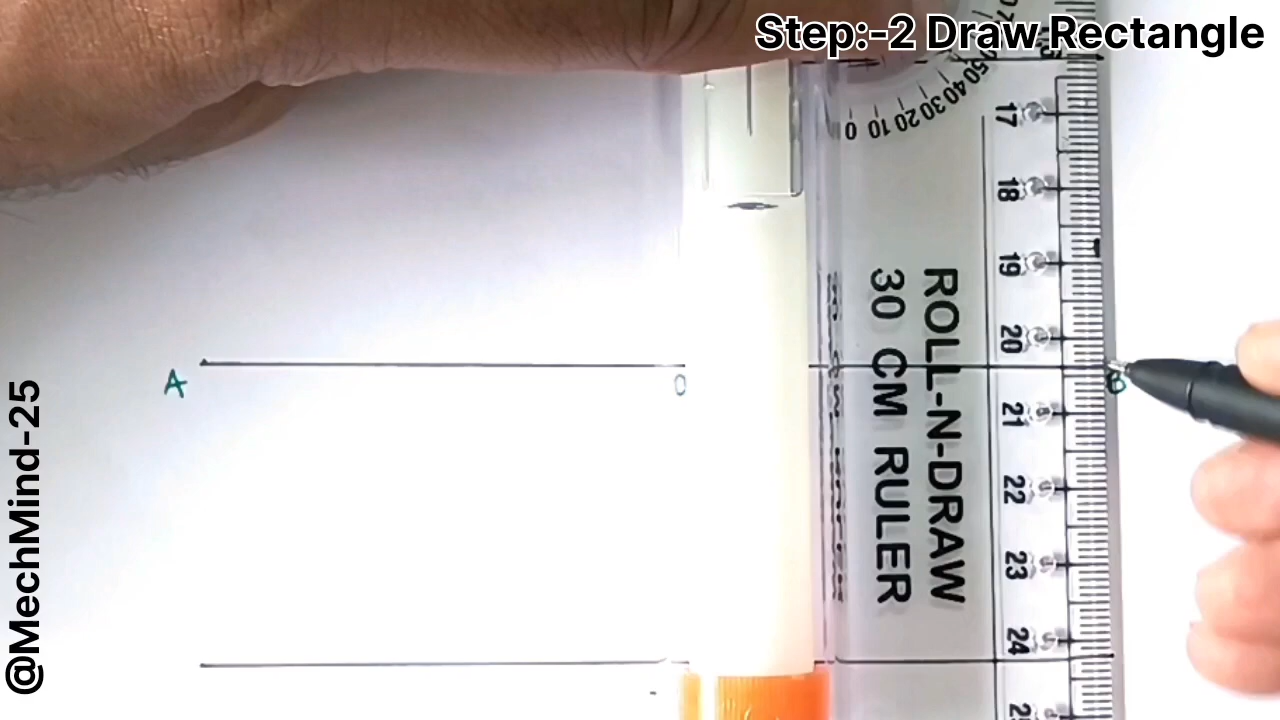 Step:-2 Draw Rectangle
@MechMind-25
ROLL-N-DRAW
30 CM RULER
0 10 20 30 40 50
17
18
19
20
21
22
23
24
A
O
B